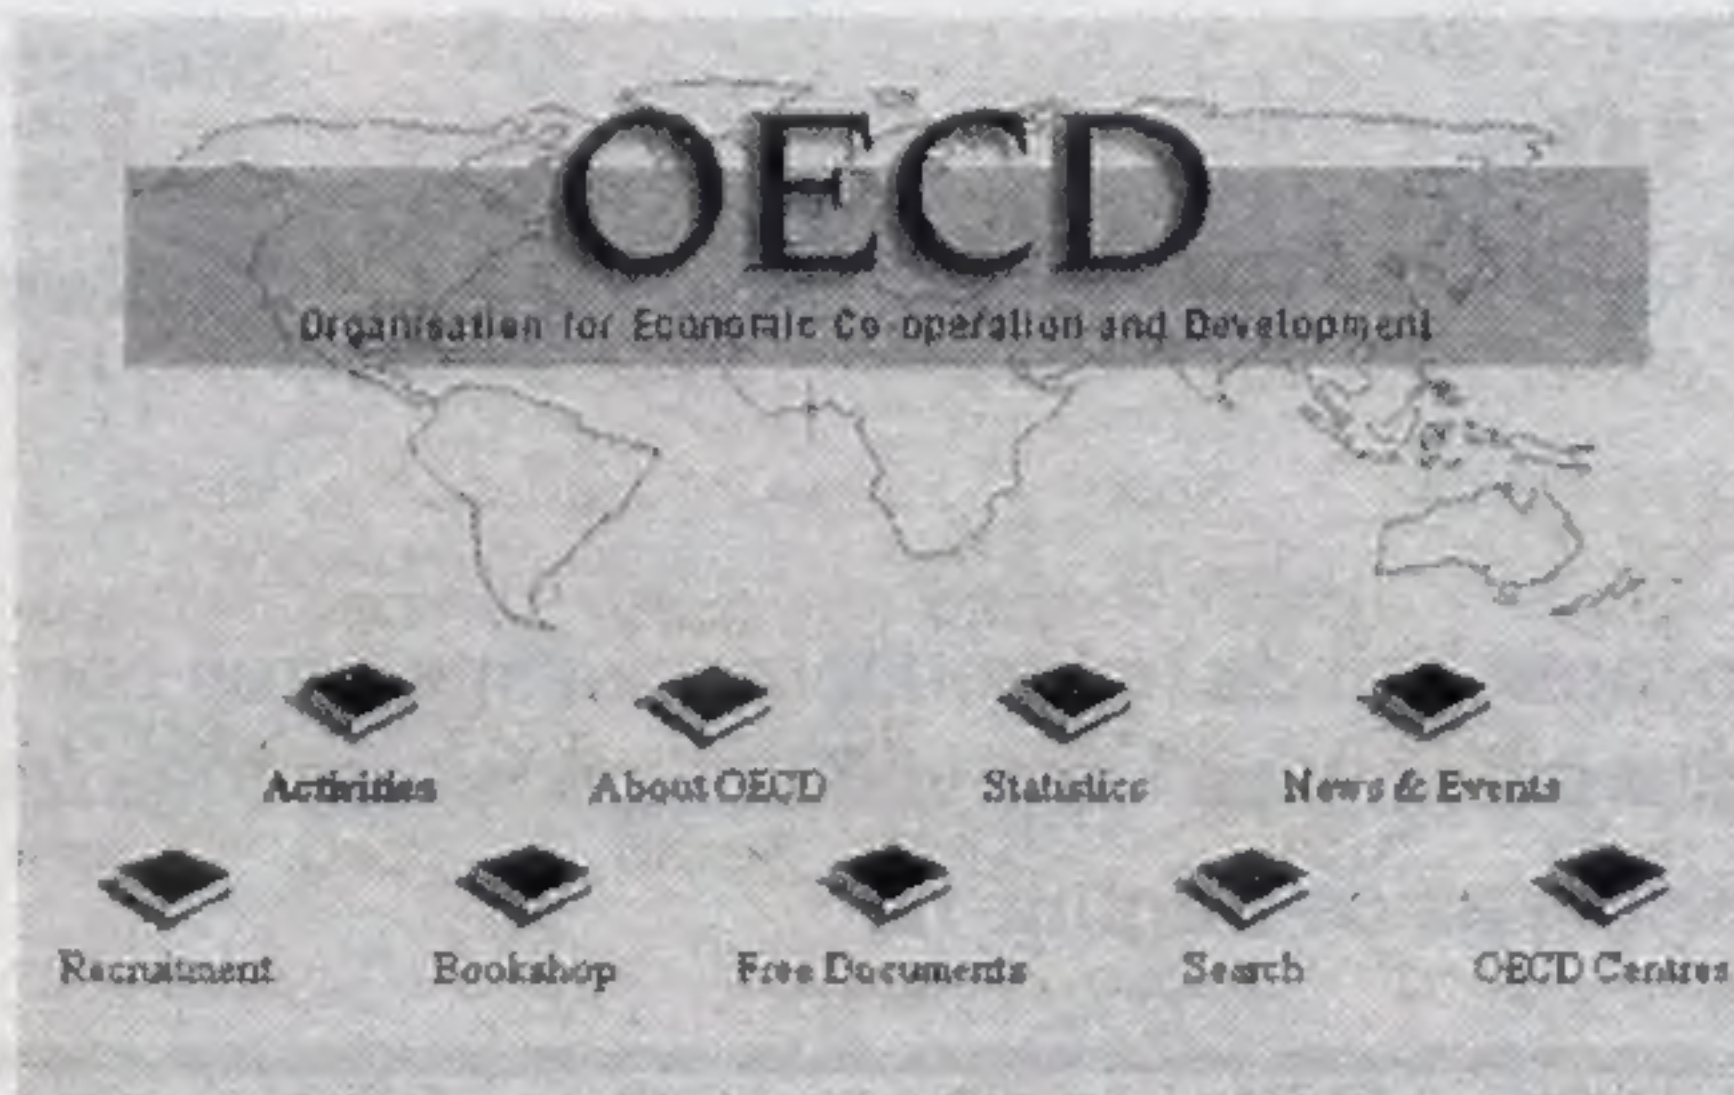 OECD
Organisation for Economic Co-operation and Development
Activities About OECD Statistics News & Events
Recruitment Bookshop Free Documents Search OECD Centres